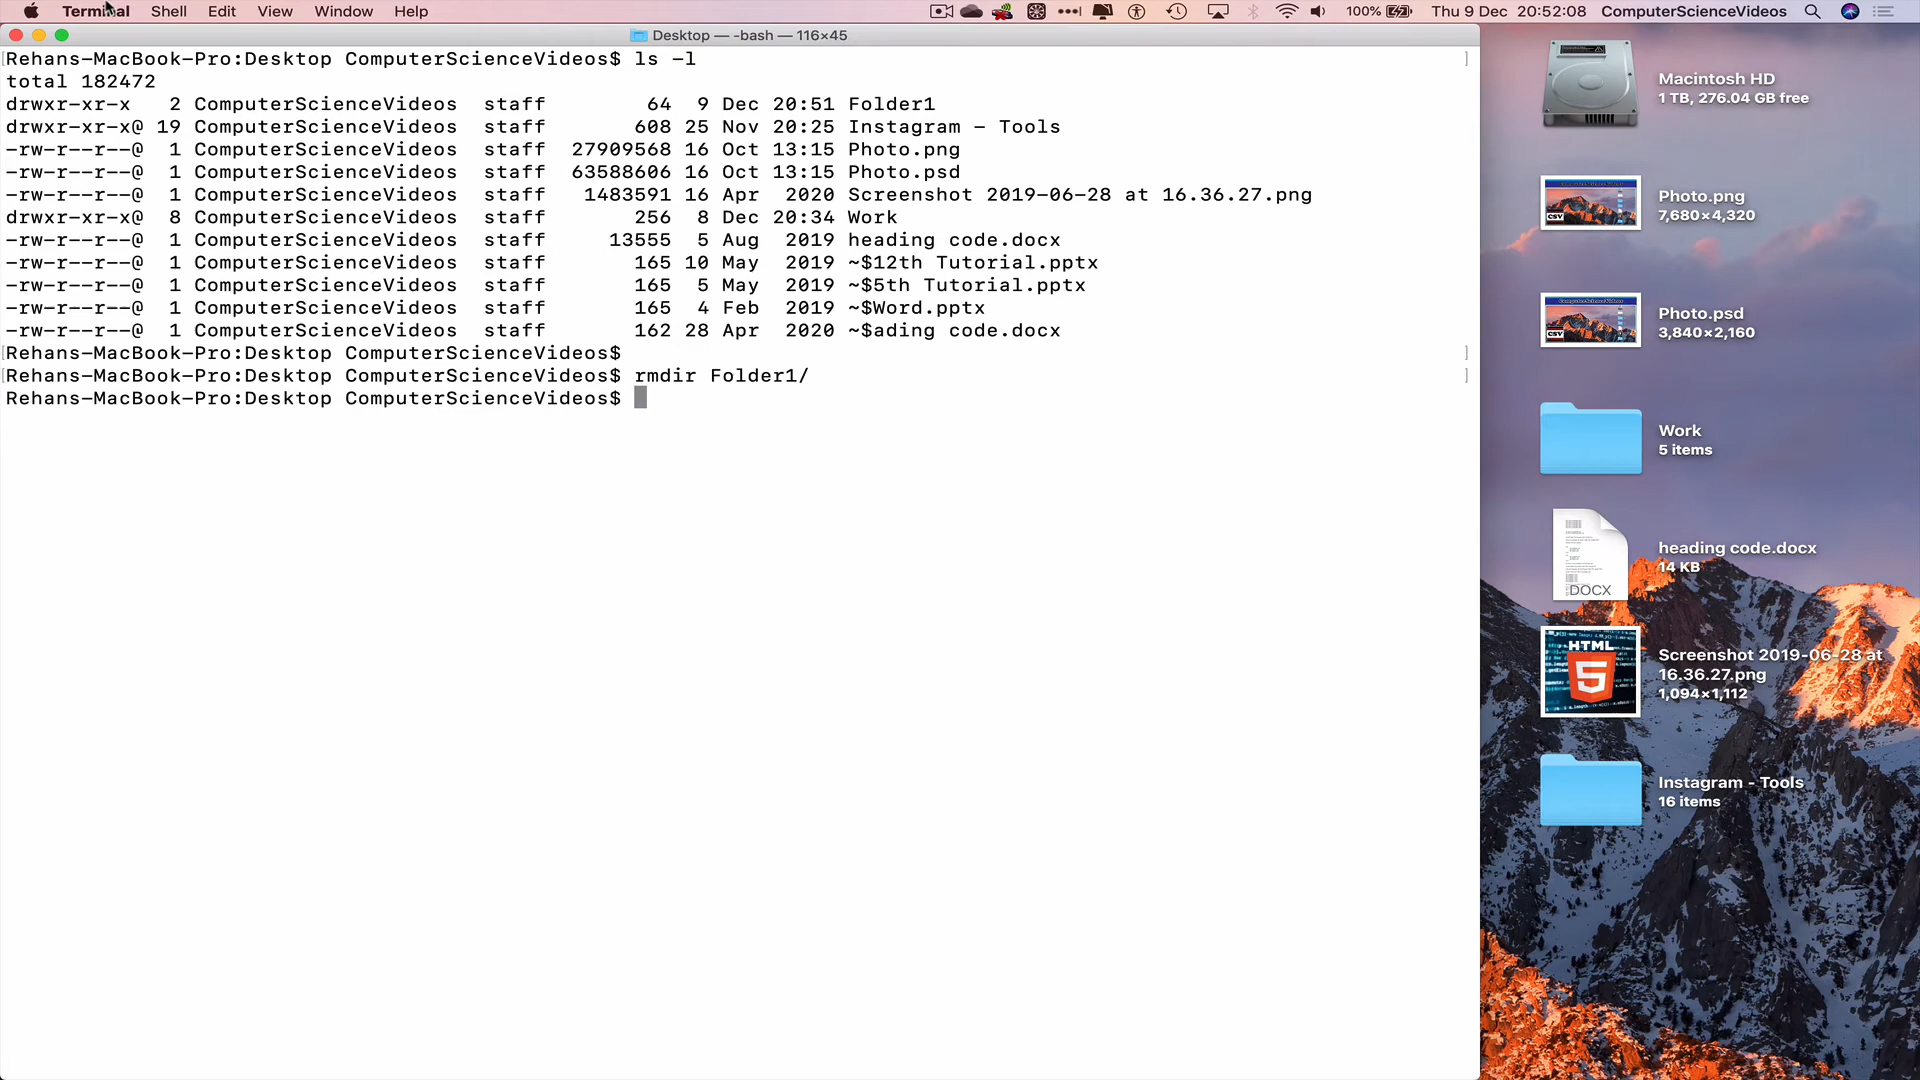 Terminal Shell Edit View Window Help 100% Thu 9 Dec 20:52:08 ComputerScienceVideos
Desktop — -bash — 116×45
Rehans-MacBook-Pro:Desktop ComputerScienceVideos$ ls -l
total 182472
drwxr-xr-x   2 ComputerScienceVideos  staff        64  9 Dec 20:51 Folder1
drwxr-xr-x@ 19 ComputerScienceVideos  staff       608 25 Nov 20:25 Instagram - Tools
-rw-r--r--@  1 ComputerScienceVideos  staff  27909568 16 Oct 13:15 Photo.png
-rw-r--r--@  1 ComputerScienceVideos  staff  63588606 16 Oct 13:15 Photo.psd
-rw-r--r--@  1 ComputerScienceVideos  staff   1483591 16 Apr  2020 Screenshot 2019-06-28 at 16.36.27.png
drwxr-xr-x@  8 ComputerScienceVideos  staff       256  8 Dec 20:34 Work
-rw-r--r--@  1 ComputerScienceVideos  staff     13555  5 Aug  2019 heading code.docx
-rw-r--r--@  1 ComputerScienceVideos  staff       165 10 May  2019 ~$12th Tutorial.pptx
-rw-r--r--@  1 ComputerScienceVideos  staff       165  5 May  2019 ~$5th Tutorial.pptx
-rw-r--r--@  1 ComputerScienceVideos  staff       165  4 Feb  2019 ~$Word.pptx
-rw-r--r--@  1 ComputerScienceVideos  staff       162 28 Apr  2020 ~$ading code.docx
Rehans-MacBook-Pro:Desktop ComputerScienceVideos$
Rehans-MacBook-Pro:Desktop ComputerScienceVideos$ rmdir Folder1/
Rehans-MacBook-Pro:Desktop ComputerScienceVideos$
Macintosh HD
1 TB, 276.04 GB free
Photo.png
7,680×4,320
CSV
Photo.psd
3,840×2,160
CSV
Work
5 items
heading code.docx
14 KB
DOCX
HTML
5
Screenshot 2019-06-28 at
16.36.27.png
1,094×1,112
Instagram - Tools
16 items